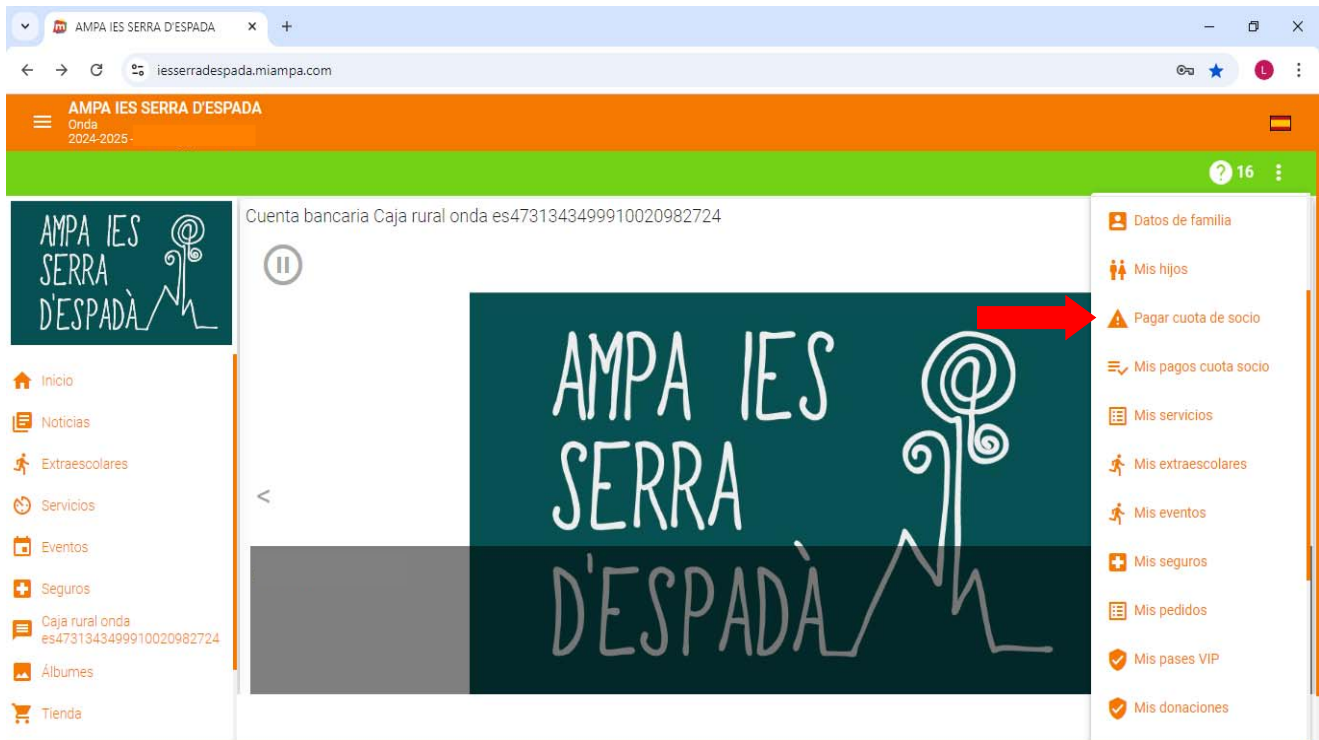 AMPA IES SERRA D'ESPADA
iesserradespada.miampa.com
L
AMPA IES SERRA D'ESPADA
Onda
2024-2025-
? 16
AMPA IES
SERRA
D'ESPADÀ
Inicio
Noticias
Extraescolares
Servicios
Eventos
Seguros
Caja rural onda
es4731343499910020982724
Álbumes
Tienda
Cuenta bancaria Caja rural onda es4731343499910020982724
<
AMPA IES
SERRA
D'ESPADÀ
Datos de familia
Mis hijos
Pagar cuota de socio
Mis pagos cuota socio
Mis servicios
Mis extraescolares
Mis eventos
Mis seguros
Mis pedidos
Mis pases VIP
Mis donaciones